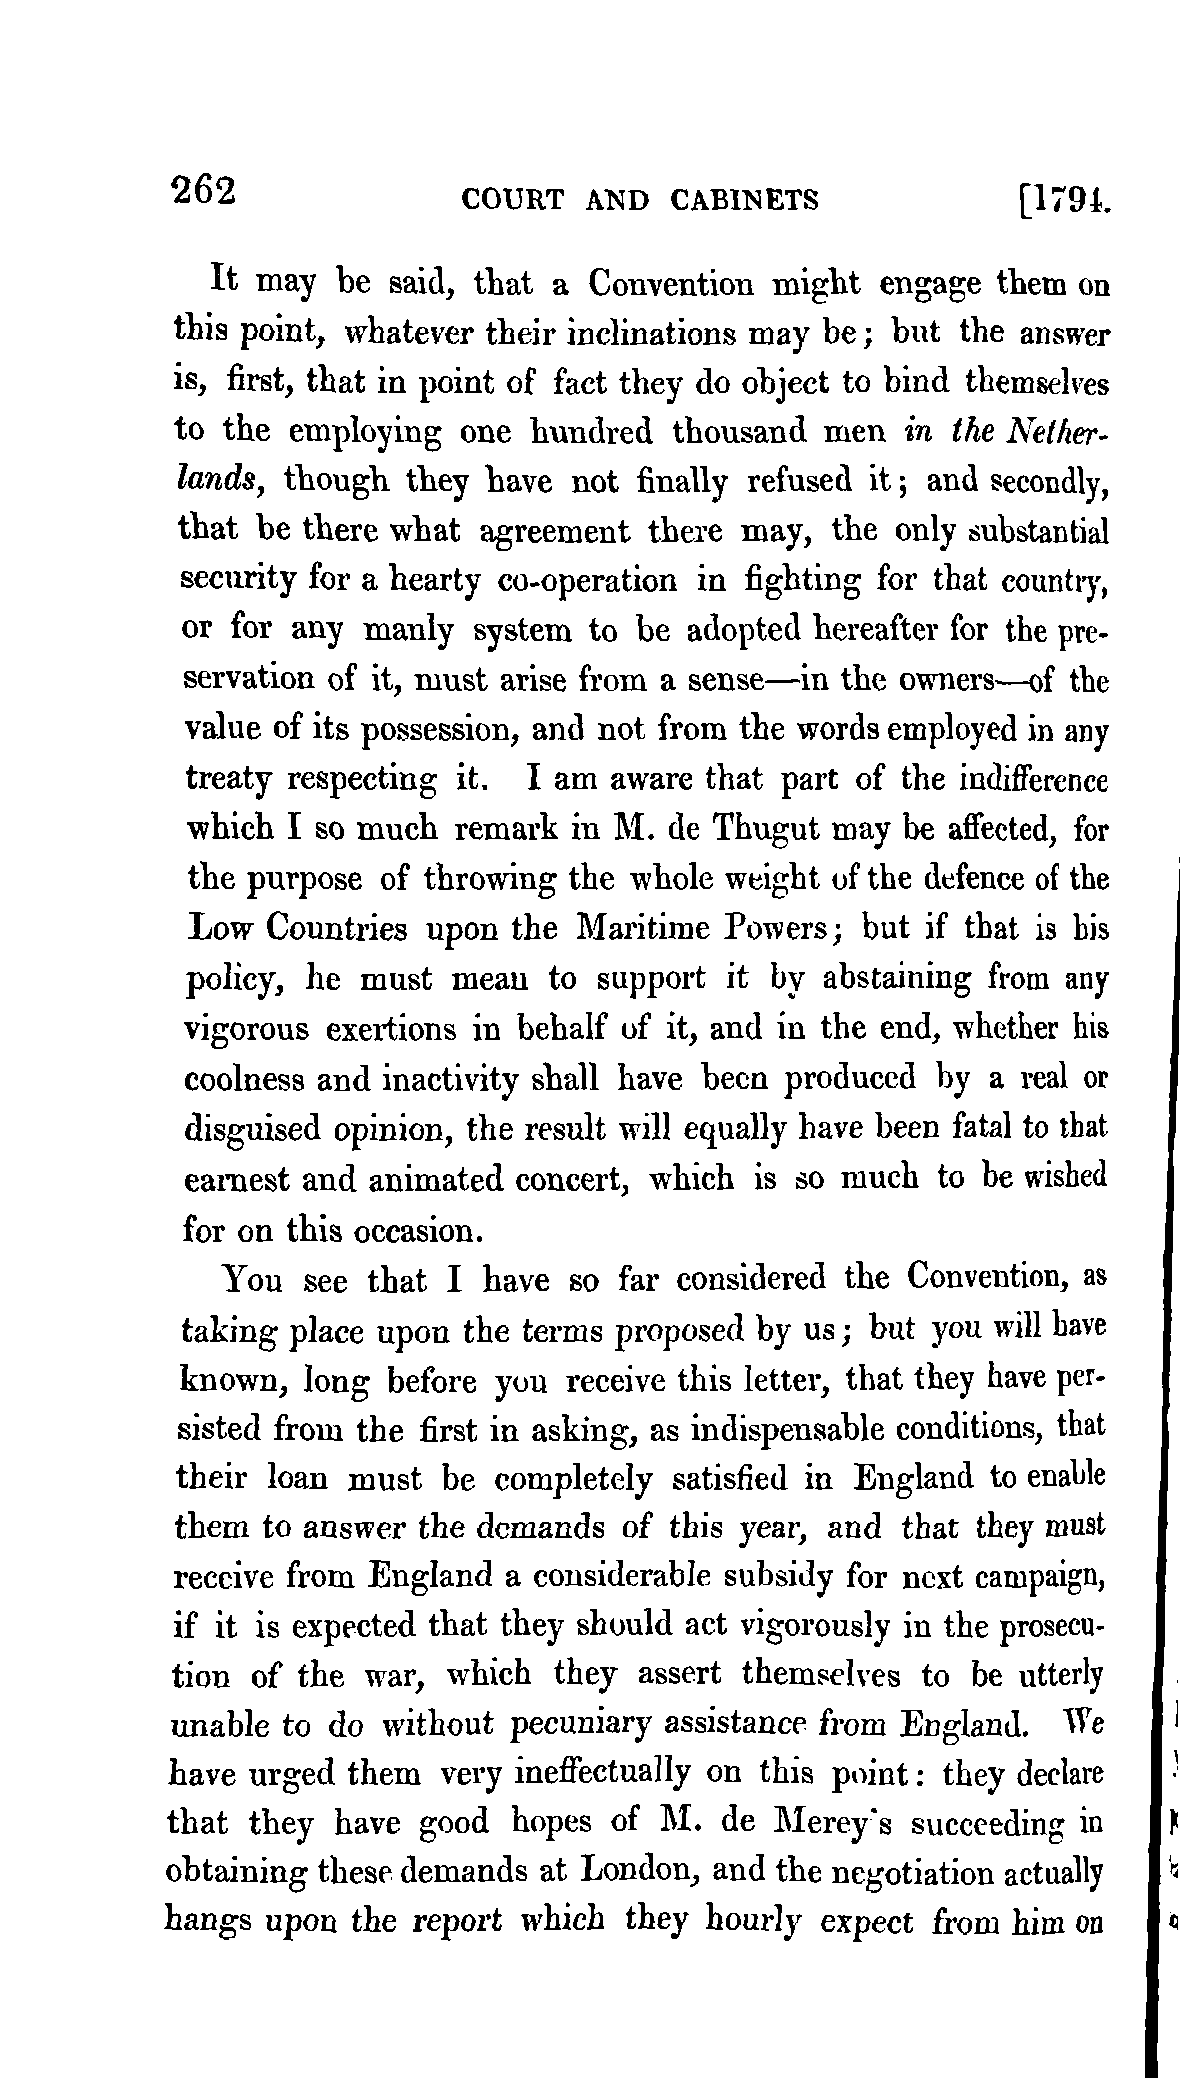 262 COURT AND CABINETS [1794.
It may be said, that a Convention might engage them on
this point, whatever their inclinations may be; but the answer
is, first, that in point of fact they do object to bind themselves
to the employing one hundred thousand men in the Nether-
lands, though they have not finally refused it; and secondly,
that be there what agreement there may, the only substantial
security for a hearty co-operation in fighting for that country,
or for any manly system to be adopted hereafter for the pre-
servation of it, must arise from a sense—in the owners—of the
value of its possession, and not from the words employed in any
treaty respecting it. I am aware that part of the indifference
which I so much remark in M. de Thugut may be affected, for
the purpose of throwing the whole weight of the defence of the
Low Countries upon the Maritime Powers; but if that is his
policy, he must mean to support it by abstaining from any
vigorous exertions in behalf of it, and in the end, whether his
coolness and inactivity shall have been produced by a real or
disguised opinion, the result will equally have been fatal to that
earnest and animated concert, which is so much to be wished
for on this occasion.
You see that I have so far considered the Convention, as
taking place upon the terms proposed by us; but you will have
known, long before you receive this letter, that they have per-
sisted from the first in asking, as indispensable conditions, that
their loan must be completely satisfied in England to enable
them to answer the demands of this year, and that they must
receive from England a considerable subsidy for next campaign,
if it is expected that they should act vigorously in the prosecu-
tion of the war, which they assert themselves to be utterly
unable to do without pecuniary assistance from England. We
have urged them very ineffectually on this point: they declare
that they have good hopes of M. de Merey's succeeding in
obtaining these demands at London, and the negotiation actually
hangs upon the report which they hourly expect from him on